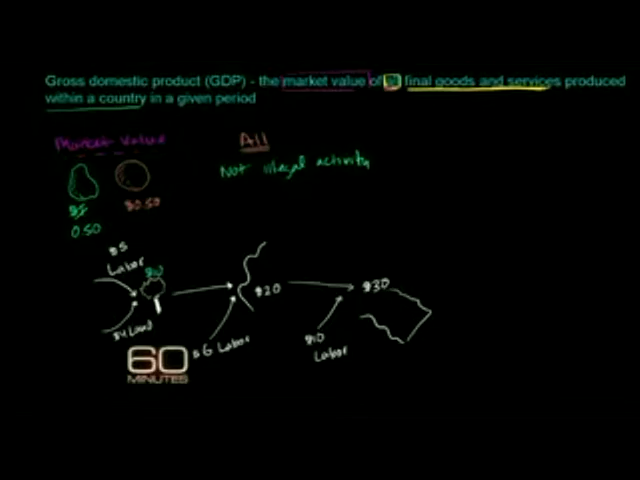 Gross domestic product (GDP) - the market value of all final goods and services produced
within a country in a given period
Market Value
All
Not illegal activity
$0.50
0.50
$5
Labor
$10
$20
$30
$4 Land
$6 Labor
$10
Labor
60
MINUTES